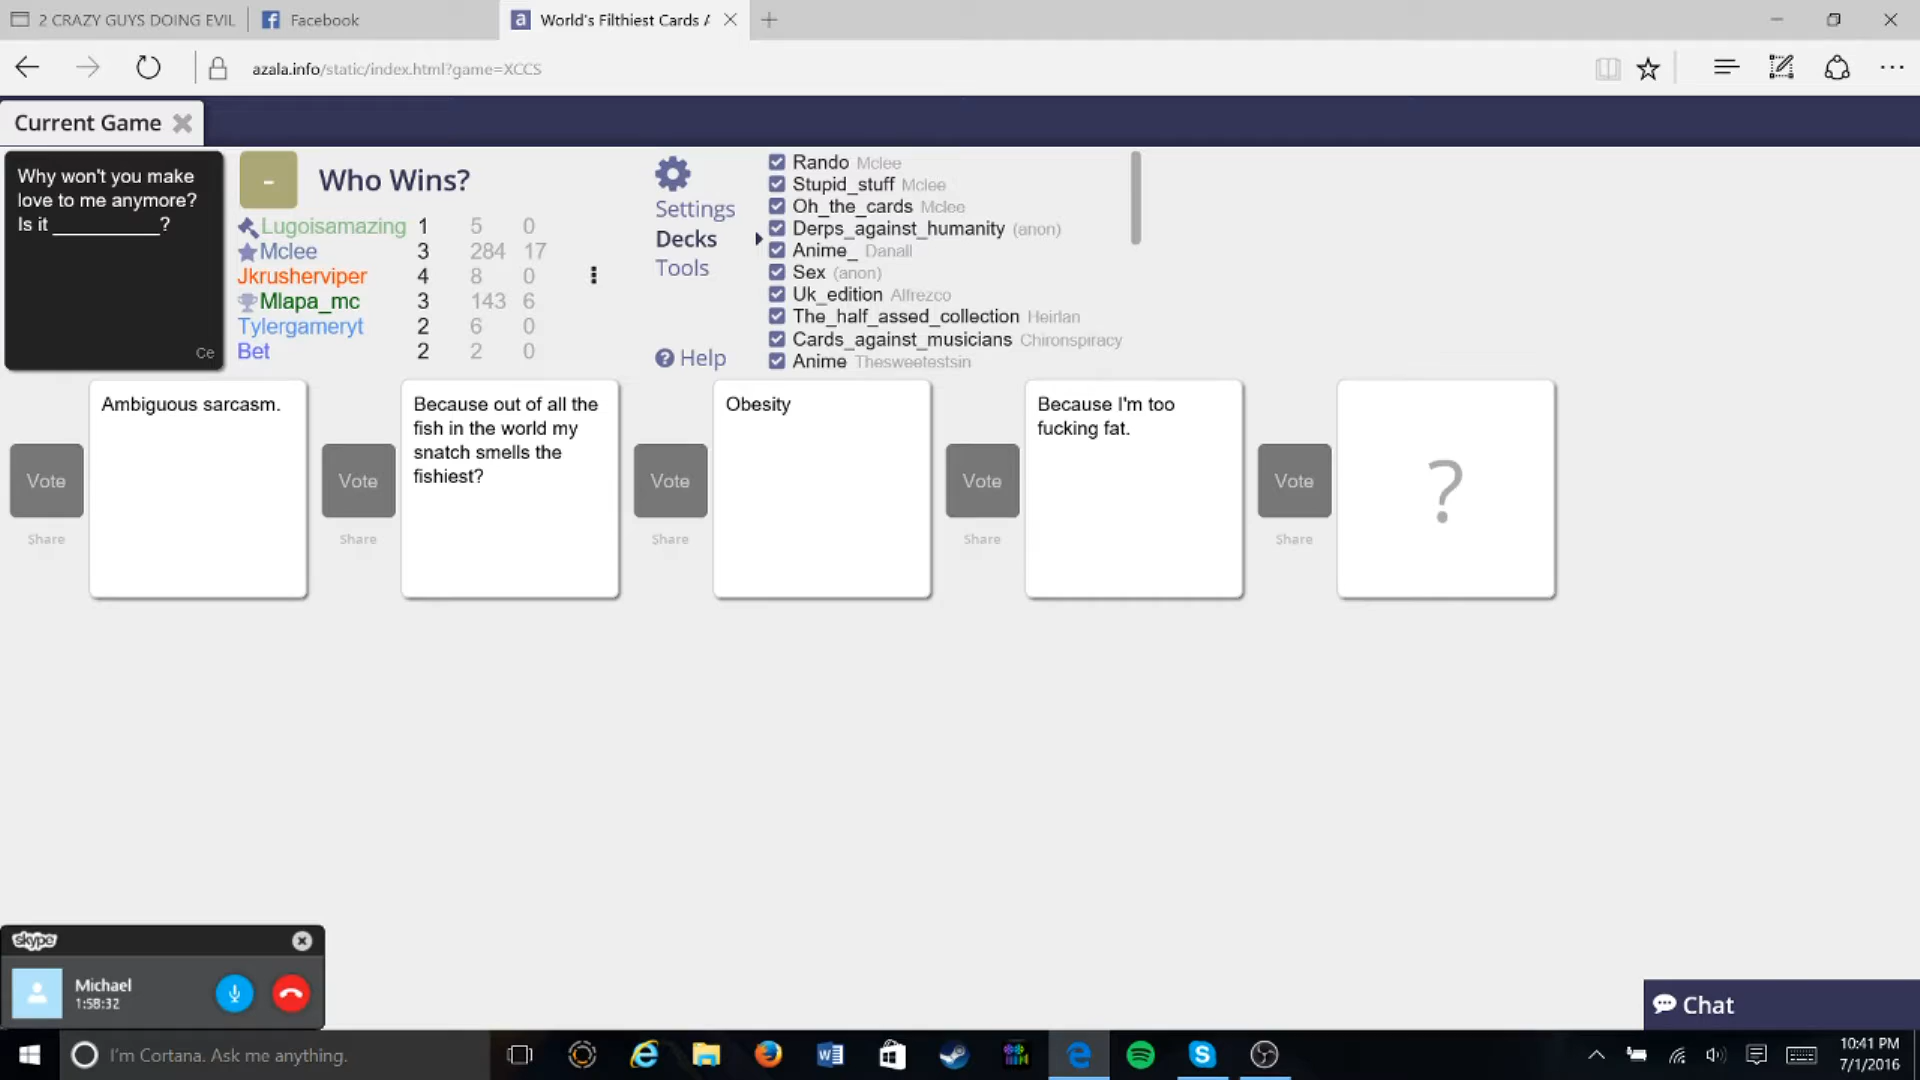 2 CRAZY GUYS DOING EVIL
Facebook
a World's Filthiest Cards A
azala.info/static/index.html?game=XCCS
Current Game
Why won't you make
love to me anymore?
Is it __________?
Ce
-
Who Wins?
Lugoisamazing 1 5 0
Mclee 3 284 17
Jkrusherviper 4 8 0
Mlapa_mc 3 143 6
Tylergameryt 2 6 0
Bet 2 2 0
Settings
Decks
Tools
? Help
Rando Mclee
Stupid_stuff Mclee
Oh_the_cards Mclee
Derps_against_humanity (anon)
Anime_ Danall
Sex (anon)
Uk_edition Alfrezco
The_half_assed_collection Heirlan
Cards_against_musicians Chironspiracy
Anime Thesweetestsin
Vote
Share
Ambiguous sarcasm.
Vote
Share
Because out of all the
fish in the world my
snatch smells the
fishiest?
Vote
Share
Obesity
Vote
Share
Because I'm too
fucking fat.
Vote
Share
?
skype
Michael
1:58:32
Chat
I'm Cortana. Ask me anything.
10:41 PM
7/1/2016